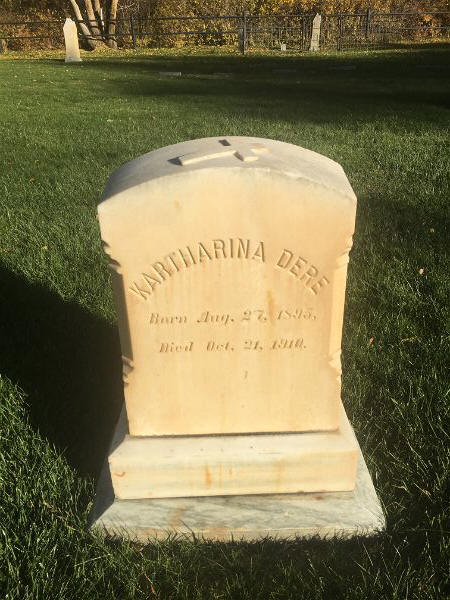 KARTHARINA DERE
Born Aug. 27, 1895,
Died Oct. 21, 1910.